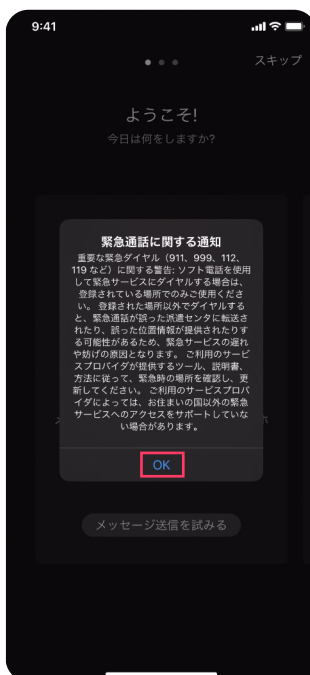 9:41
スキップ
ようこそ!
今日は何をしますか?
緊急通話に関する通知
重要な緊急ダイヤル（911、999、112、
119 など）に関する警告: ソフト電話を使用
して緊急サービスにダイヤルする場合は、
登録されている場所でのみご使用くださ
い。 登録された場所以外でダイヤルする
と、緊急通話が誤った派遣センタに転送さ
れたり、誤った位置情報が提供されたりす
る可能性があるため、緊急サービスの遅れ
や妨げの原因となります。 ご利用のサービ
スプロバイダが提供するツール、説明書、
方法に従って、緊急時の場所を確認し、更
新してください。 ご利用のサービスプロバ
イダによっては、お住まいの国以外の緊急
サービスへのアクセスをサポートしていな
い場合があります。
OK
メッセージ送信を試みる